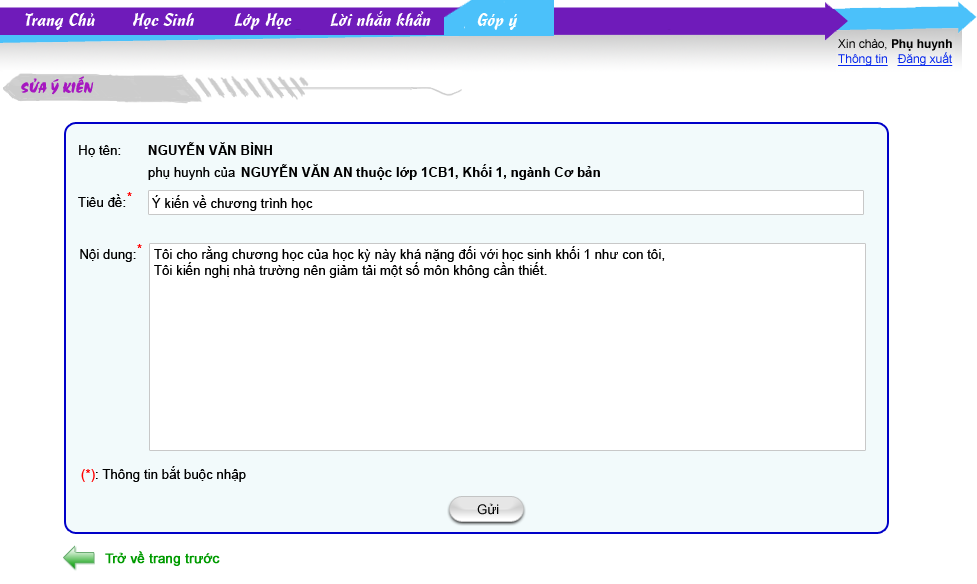 Trang Chủ Học Sinh Lớp Học Lời nhắn khẩn Góp ý
Xin chào, Phụ huynh
Thông tin Đăng xuất
SỬA Ý KIẾN
Họ tên: NGUYỄN VĂN BÌNH
phụ huynh của NGUYỄN VĂN AN thuộc lớp 1CB1, Khối 1, ngành Cơ bản
Tiêu đề:* Ý kiến về chương trình học
Nội dung:* Tôi cho rằng chương học của học kỳ này khá nặng đối với học sinh khối 1 như con tôi,
Tôi kiến nghị nhà trường nên giảm tải một số môn không cần thiết.
(*): Thông tin bắt buộc nhập
Gửi
Trở về trang trước